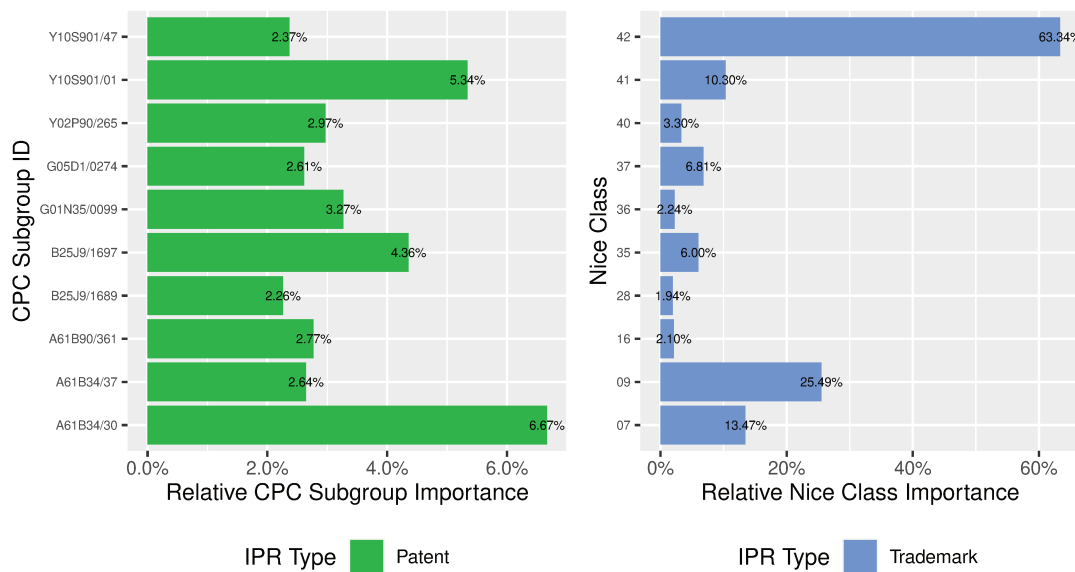 CPC Subgroup ID
Y10S901/47
2.37%
Y10S901/01
5.34%
Y02P90/265
2.97%
G05D1/0274
2.61%
G01N35/0099
3.27%
B25J9/1697
4.36%
B25J9/1689
2.26%
A61B90/361
2.77%
A61B34/37
2.64%
A61B34/30
6.67%
0.0% 2.0% 4.0% 6.0%
Relative CPC Subgroup Importance
IPR Type Patent
Nice Class
42
63.34%
41
10.30%
40
3.30%
37
6.81%
36
2.24%
35
6.00%
28
1.94%
16
2.10%
09
25.49%
07
13.47%
0% 20% 40% 60%
Relative Nice Class Importance
IPR Type Trademark